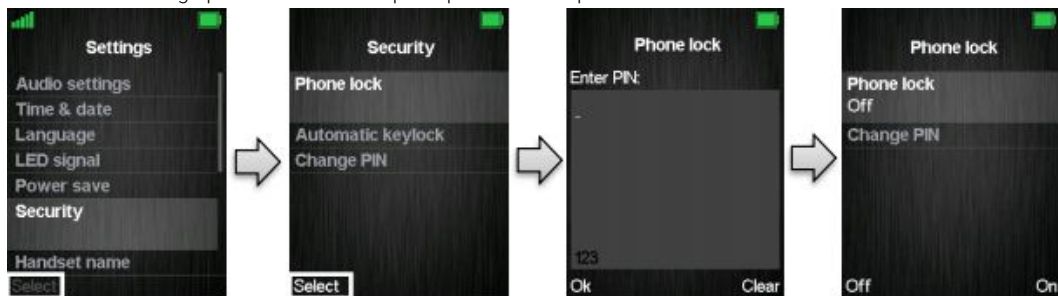 Settings
Audio settings
Time & date
Language
LED signal
Power save
Security
Handset name
Select
Security
Phone lock
Automatic keylock
Change PIN
Select
Phone lock
Enter PIN:
-
123
Ok Clear
Phone lock
Phone lock
Off
Change PIN
Off On